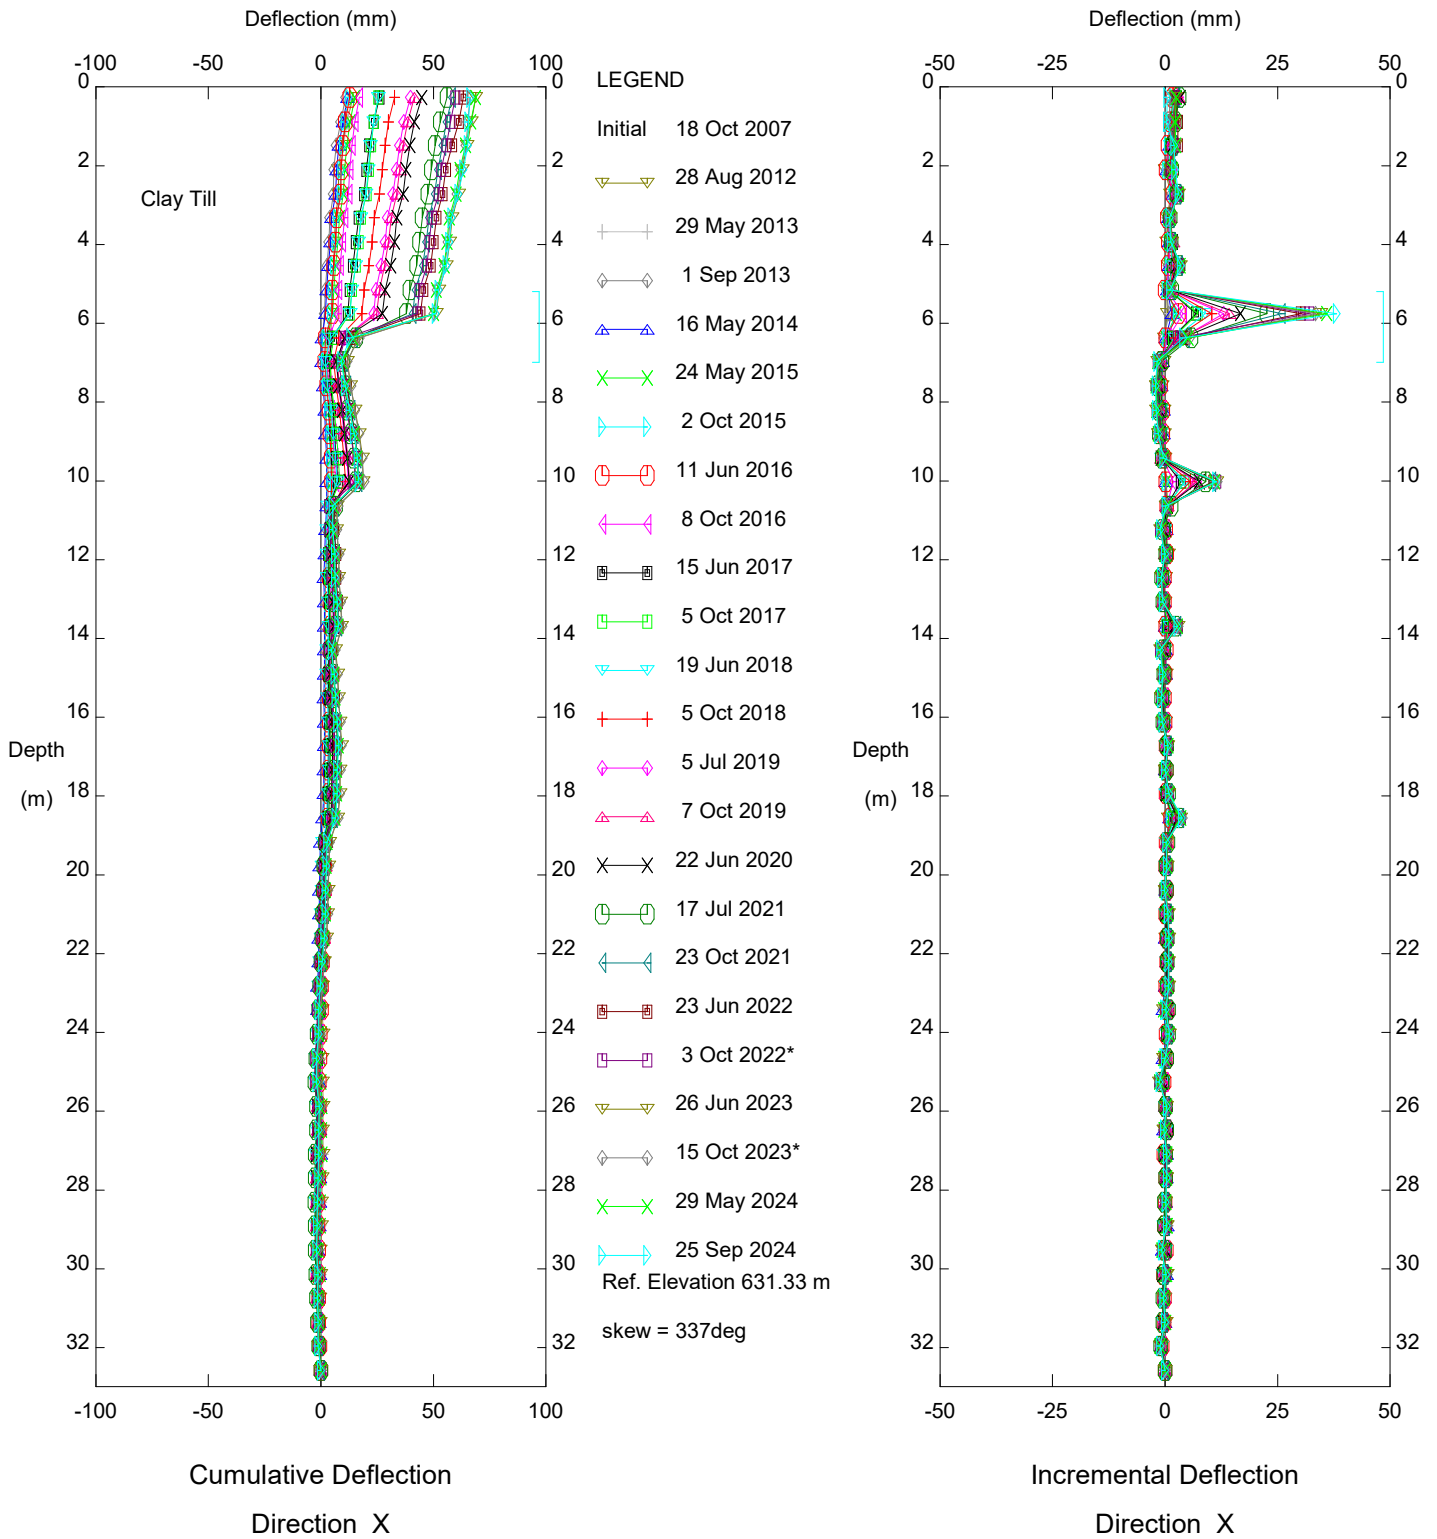 Deflection (mm)
-100 -50 0 50 100
0 0
2 2
4 4
6 6
8 8
10 10
12 12
14 14
16 16
18 18
20 20
22 22
24 24
26 26
28 28
30 30
32 32
-100 -50 0 50 100
Clay Till
Depth
(m)
Cumulative Deflection
Direction X
LEGEND
Initial 18 Oct 2007
28 Aug 2012
29 May 2013
1 Sep 2013
16 May 2014
24 May 2015
2 Oct 2015
11 Jun 2016
8 Oct 2016
15 Jun 2017
5 Oct 2017
19 Jun 2018
5 Oct 2018
5 Jul 2019
7 Oct 2019
22 Jun 2020
17 Jul 2021
23 Oct 2021
23 Jun 2022
3 Oct 2022*
26 Jun 2023
15 Oct 2023*
29 May 2024
25 Sep 2024
Ref. Elevation 631.33 m
skew = 337deg
Deflection (mm)
-50 -25 0 25 50
0 0
2 2
4 4
6 6
8 8
10 10
12 12
14 14
16 16
18 18
20 20
22 22
24 24
26 26
28 28
30 30
32 32
-50 -25 0 25 50
Depth
(m)
Incremental Deflection
Direction X